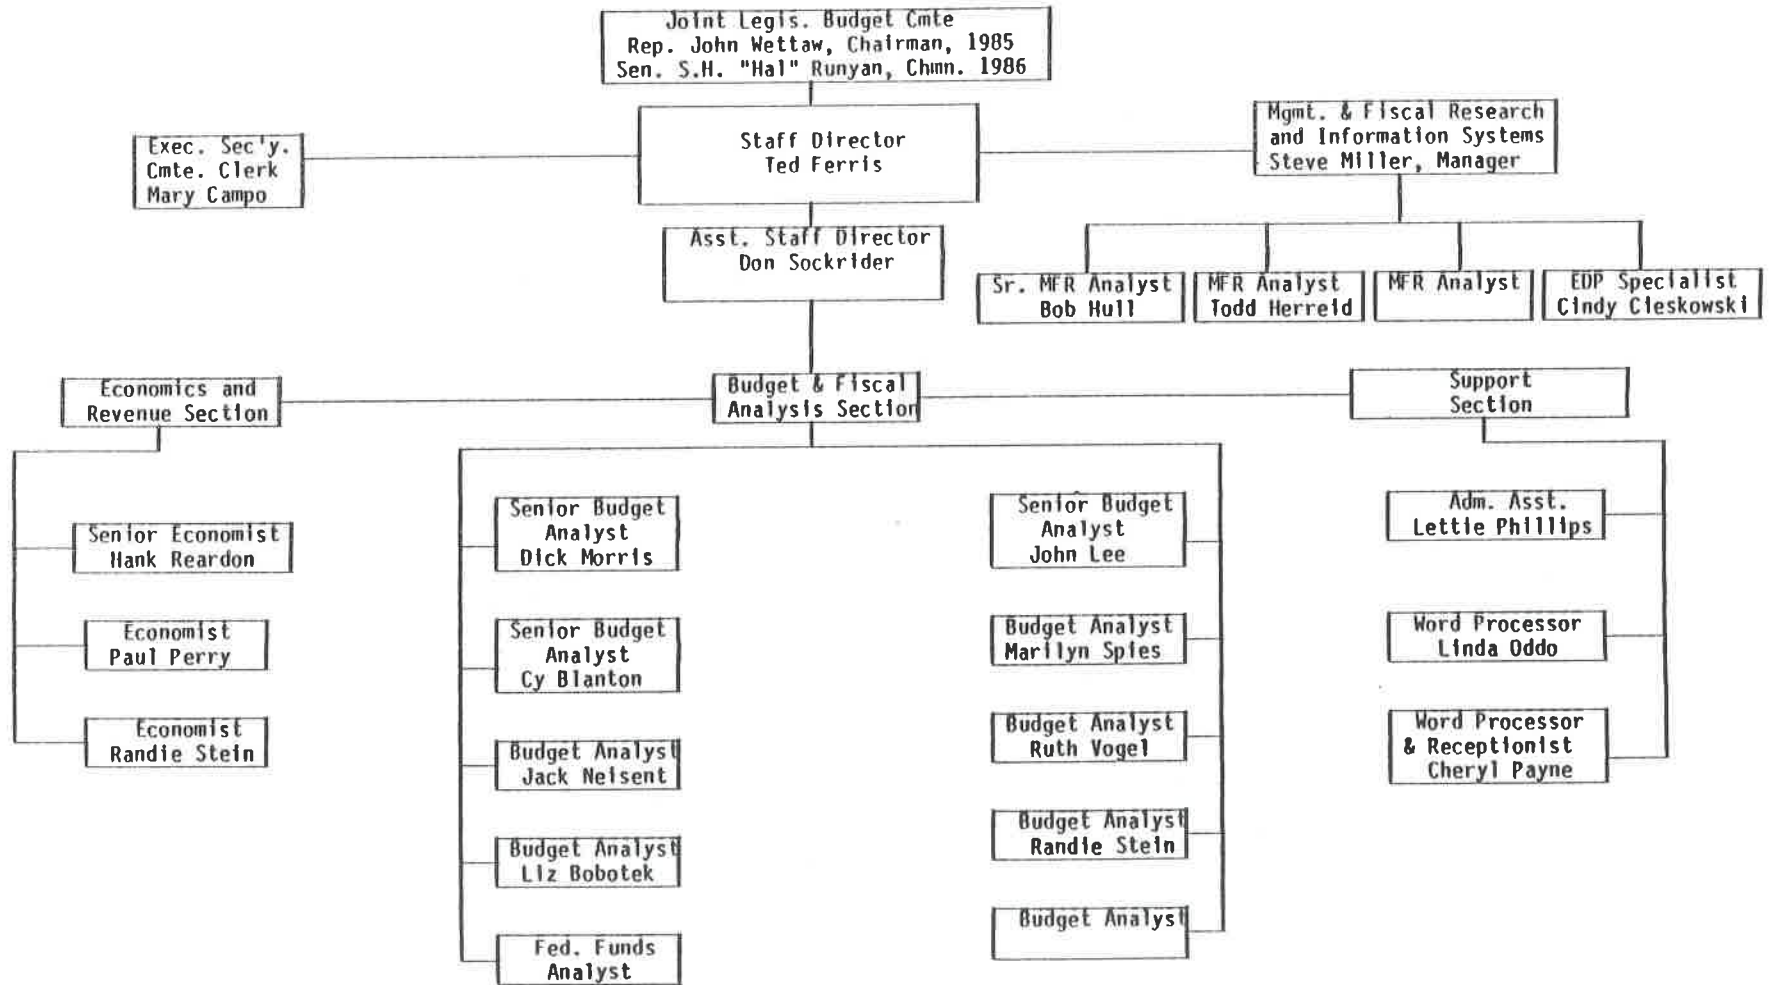 Joint Legis. Budget Cmte
Rep. John Wettaw, Chairman, 1985
Sen. S.H. "Hal" Runyan, Chmn. 1986
Exec. Sec'y.
Cmte. Clerk
Mary Campo
Staff Director
Ted Ferris
Mgmt. & Fiscal Research
and Information Systems
Steve Miller, Manager
Asst. Staff Director
Don Sockrider
Sr. MFR Analyst
Bob Hull
MFR Analyst
Todd Herreid
MFR Analyst
EDP Specialist
Cindy Cieskowski
Economics and
Revenue Section
Budget & Fiscal
Analysis Section
Support
Section
Senior Economist
Hank Reardon
Economist
Paul Perry
Economist
Randie Stein
Senior Budget
Analyst
Dick Morris
Senior Budget
Analyst
Cy Blanton
Budget Analyst
Jack Neisent
Budget Analyst
Liz Bobotek
Fed. Funds
Analyst
Senior Budget
Analyst
John Lee
Budget Analyst
Marilyn Spies
Budget Analyst
Ruth Vogel
Budget Analyst
Randie Stein
Budget Analyst
Adm. Asst.
Lettie Phillips
Word Processor
Linda Oddo
Word Processor
& Receptionist
Cheryl Payne